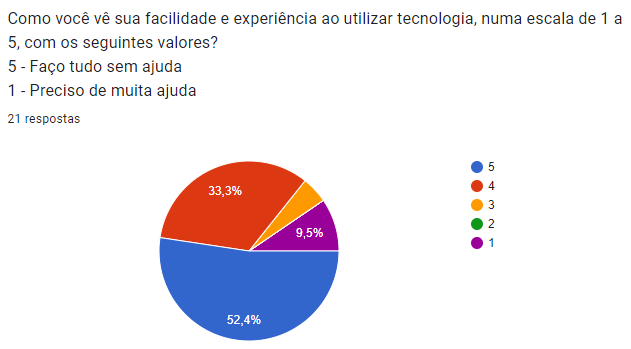 Como você vê sua facilidade e experiência ao utilizar tecnologia, numa escala de 1 a
5, com os seguintes valores?
5 - Faço tudo sem ajuda
1 - Preciso de muita ajuda
21 respostas
33,3%
9,5%
52,4%
5
4
3
2
1